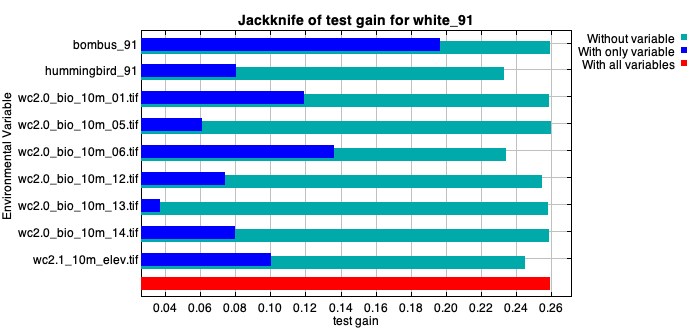 Jackknife of test gain for white_91
Without variable
With only variable
With all variables
Environmental Variable
bombus_91
hummingbird_91
wc2.0_bio_10m_01.tif
wc2.0_bio_10m_05.tif
wc2.0_bio_10m_06.tif
wc2.0_bio_10m_12.tif
wc2.0_bio_10m_13.tif
wc2.0_bio_10m_14.tif
wc2.1_10m_elev.tif
0.04 0.06 0.08 0.10 0.12 0.14 0.16 0.18 0.20 0.22 0.24 0.26
test gain